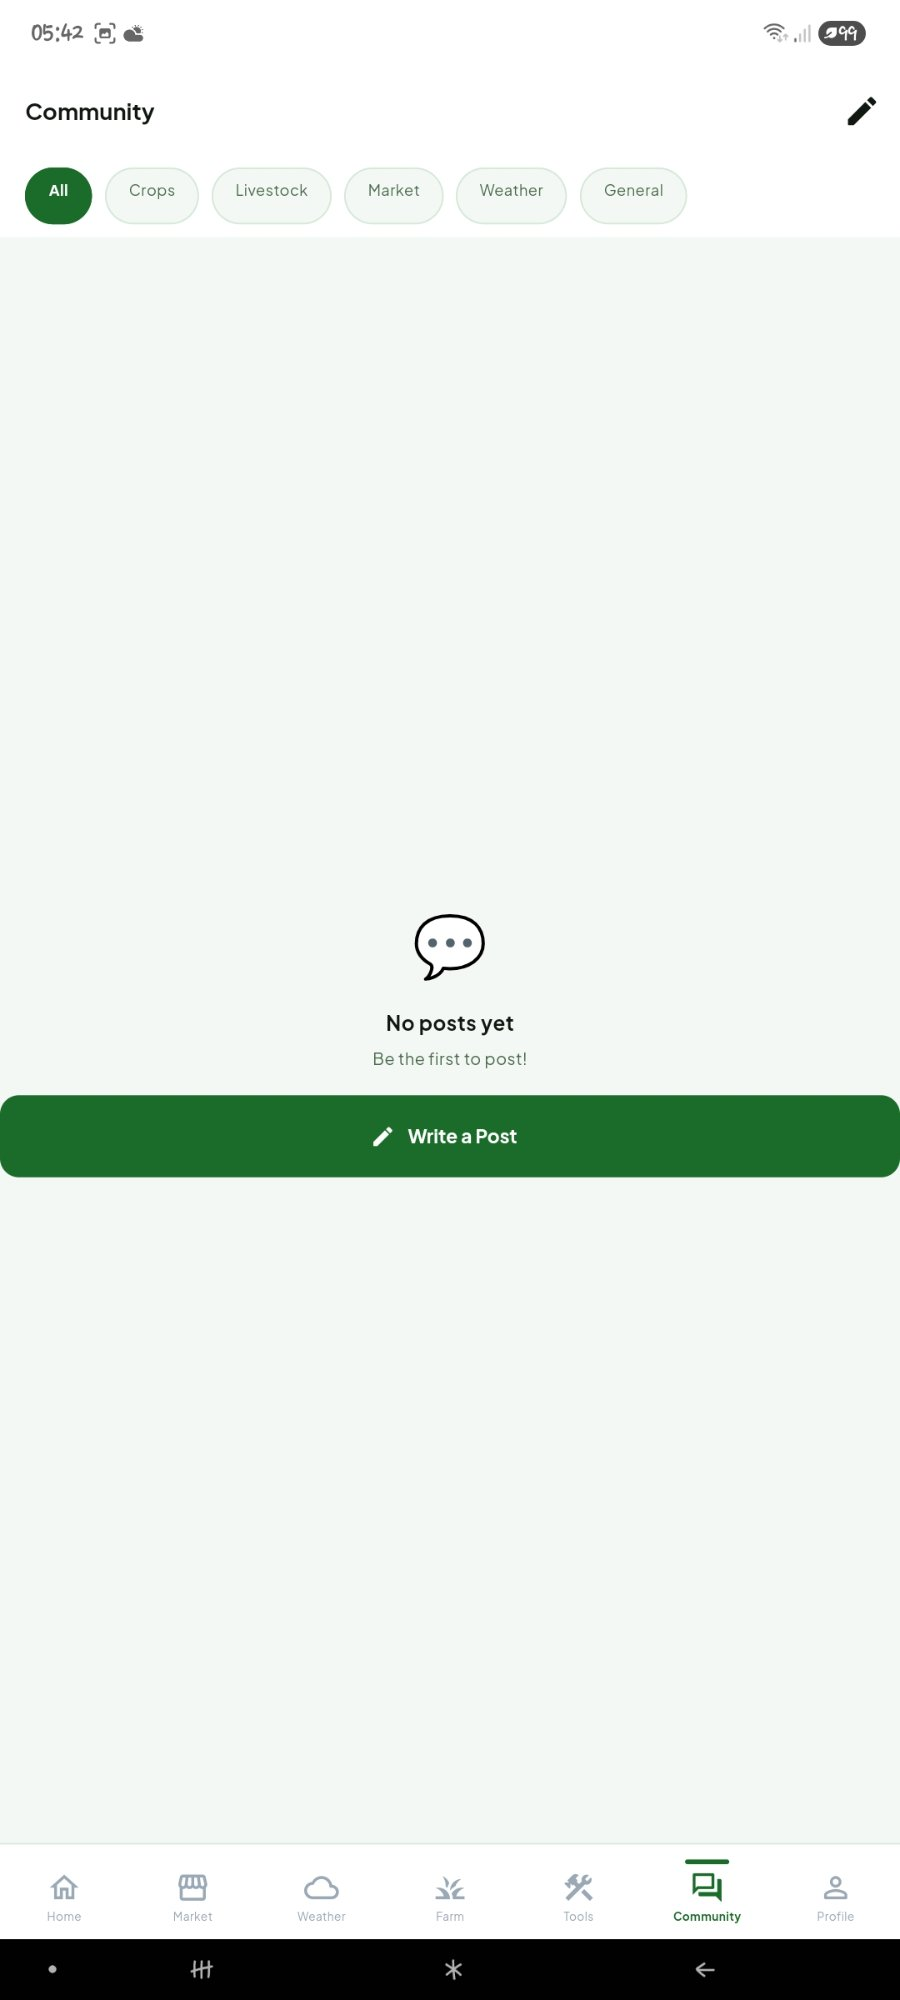 05:42 99
Community
All Crops Livestock Market Weather General
No posts yet
Be the first to post!
Write a Post
Home Market Weather Farm Tools Community Profile